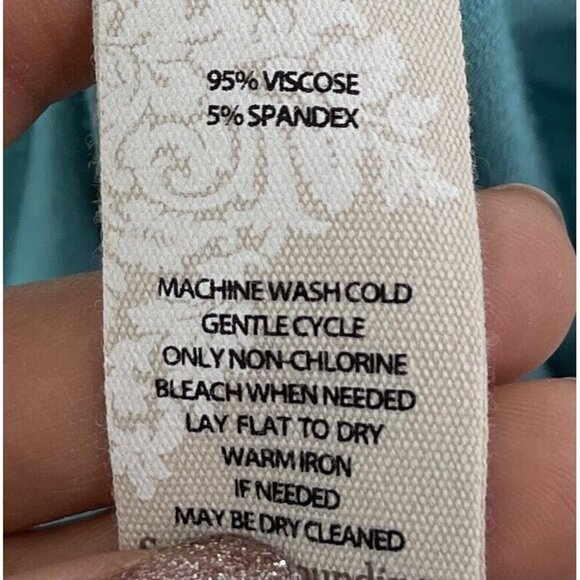 95% VISCOSE
5% SPANDEX
MACHINE WASH COLD
GENTLE CYCLE
ONLY NON-CHLORINE
BLEACH WHEN NEEDED
LAY FLAT TO DRY
WARM IRON
IF NEEDED
MAY BE DRY CLEANED